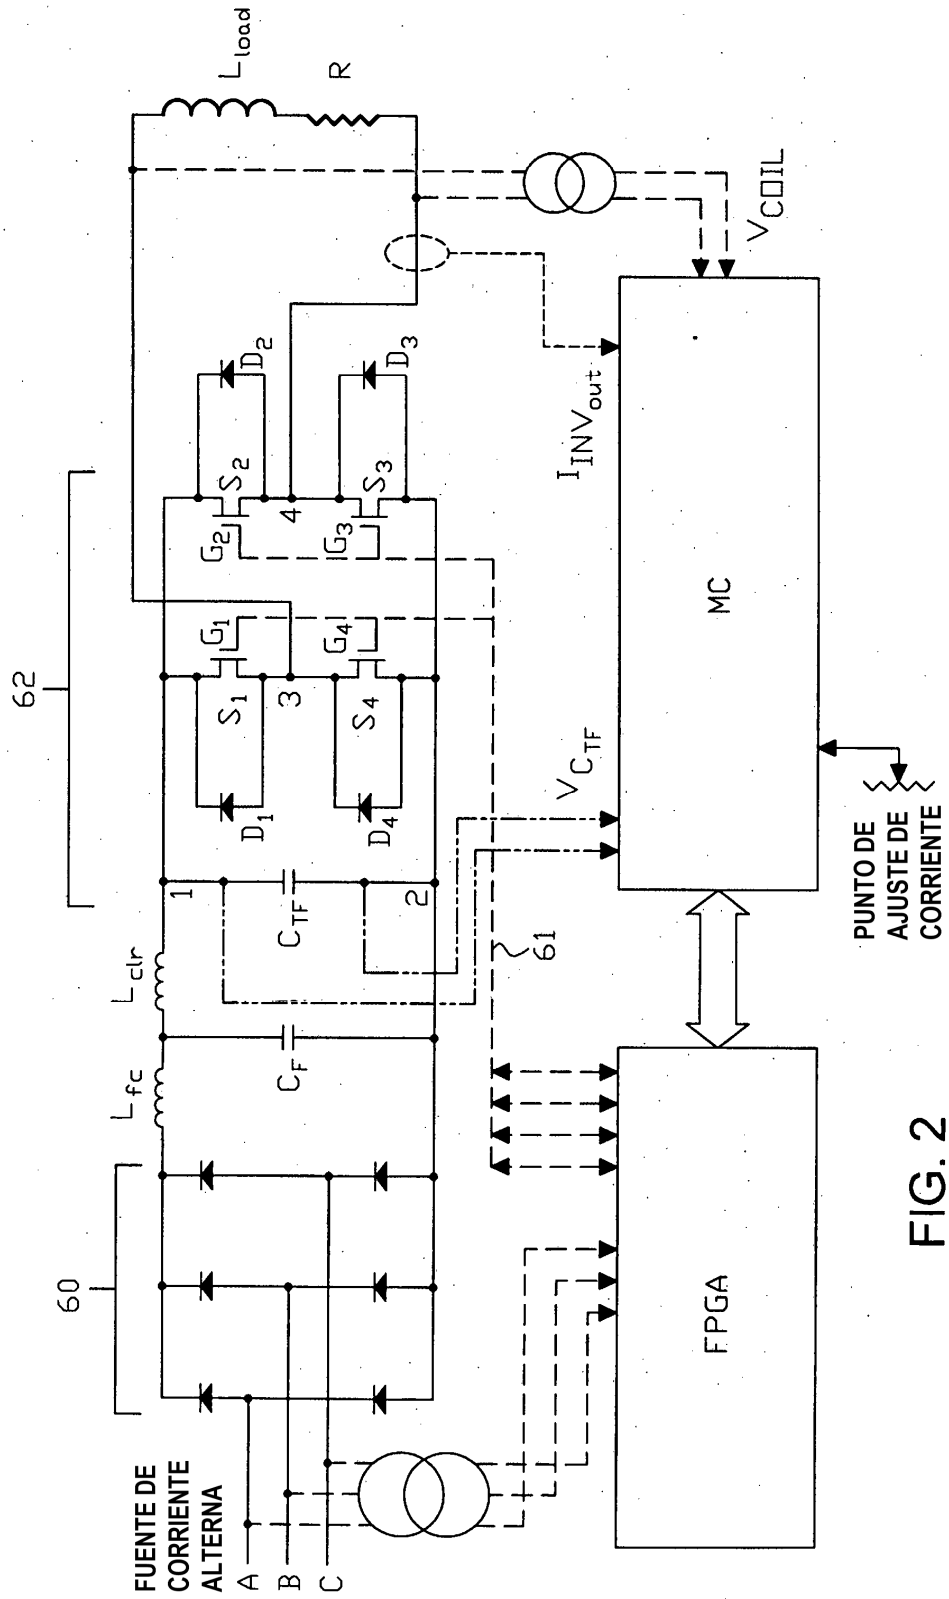 FUENTE DE
CORRIENTE
ALTERNA
A
B
C
60
L_fc
C_F
L_clr
1
C_TF
2
62
D_1
S_1
G_1
3
D_4
S_4
G_4
G_2
S_2
D_2
4
G_3
S_3
D_3
L_load
R
61
V_C_TF
I_INV_out
V_COIL
FPGA
MC
PUNTO DE
AJUSTE DE
CORRIENTE
FIG. 2